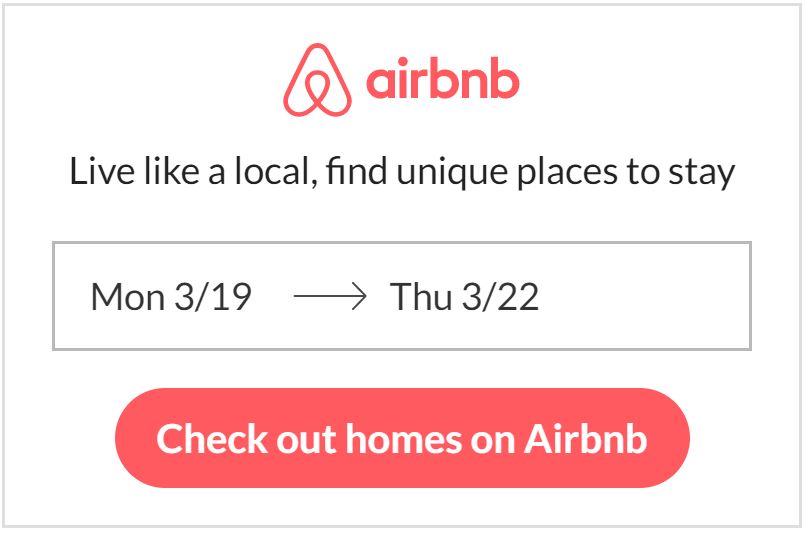 airbnb
Live like a local, find unique places to stay
Mon 3/19 → Thu 3/22
Check out homes on Airbnb